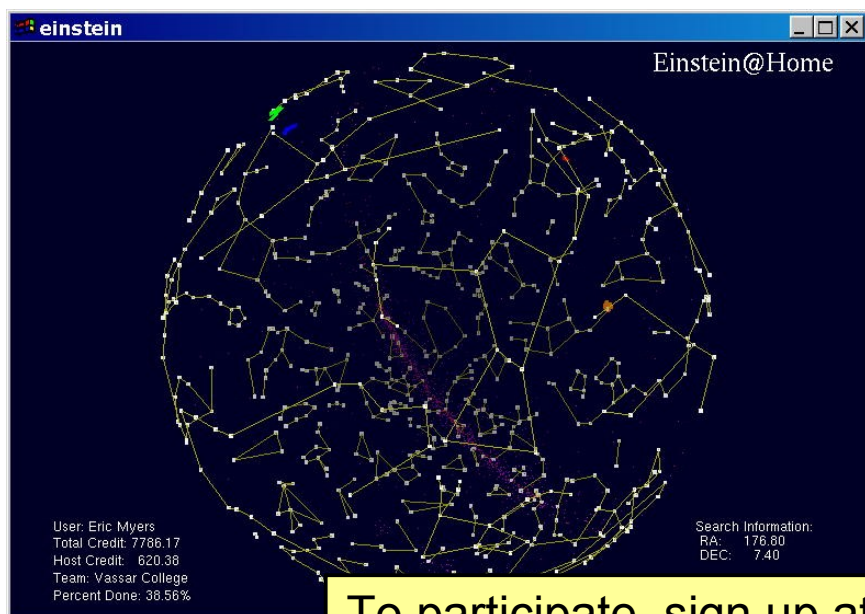 einstein
Einstein@Home
User: Eric Myers
Total Credit: 7786.17
Host Credit: 620.38
Team: Vassar College
Percent Done: 38.56%
Search Information:
RA: 176.80
DEC: 7.40
To participate, sign up at